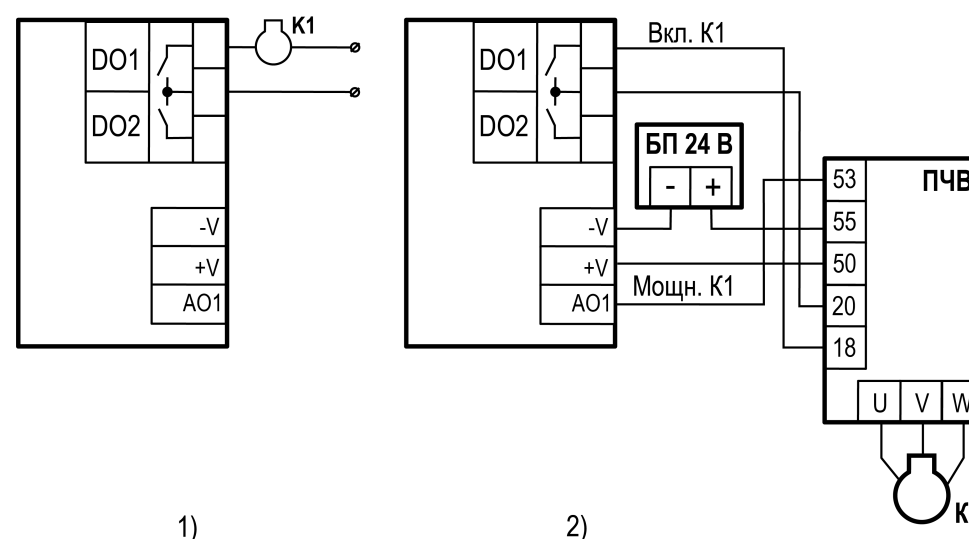 K1
DO1
DO2
-V
+V
AO1
1)
Вкл. К1
DO1
DO2
БП 24 В
- +
-V
+V
AO1
Мощн. К1
ПЧВ
53
55
50
20
18
U V W
К
2)